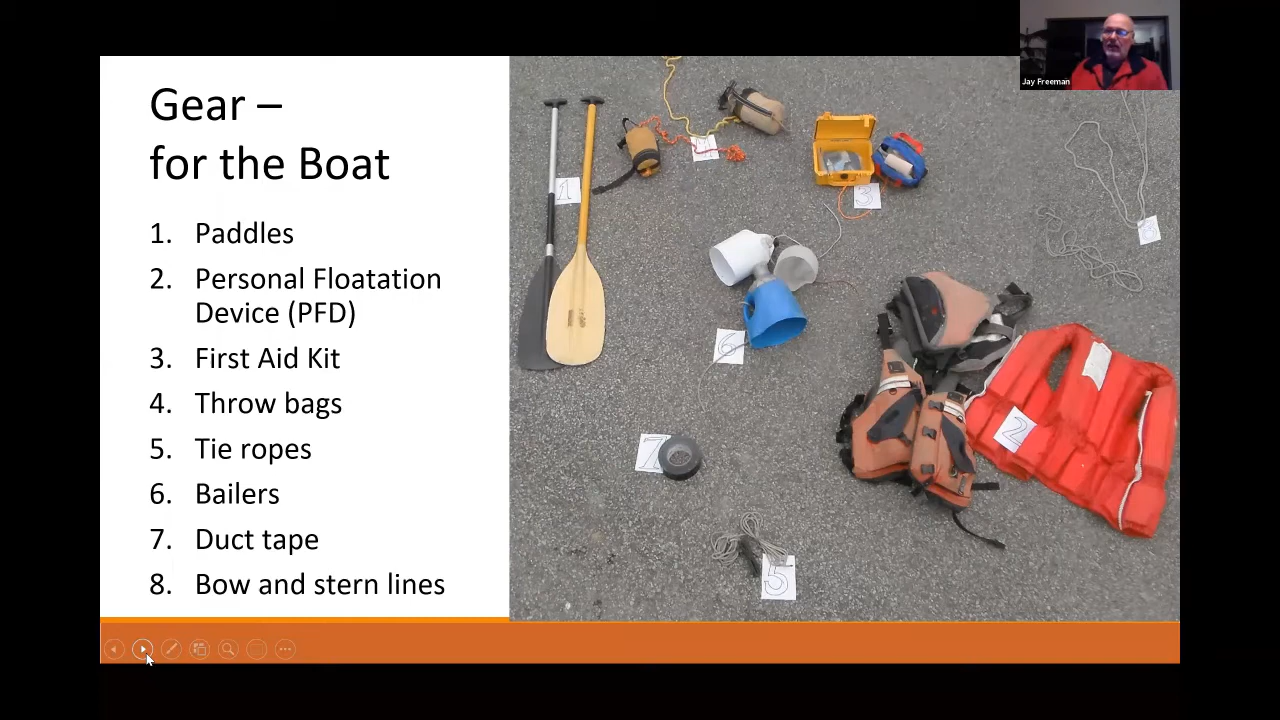 Gear –
for the Boat
1. Paddles
2. Personal Floatation
Device (PFD)
3. First Aid Kit
4. Throw bags
5. Tie ropes
6. Bailers
7. Duct tape
8. Bow and stern lines
1
4
3
8
6
2
7
5
Jay Freeman